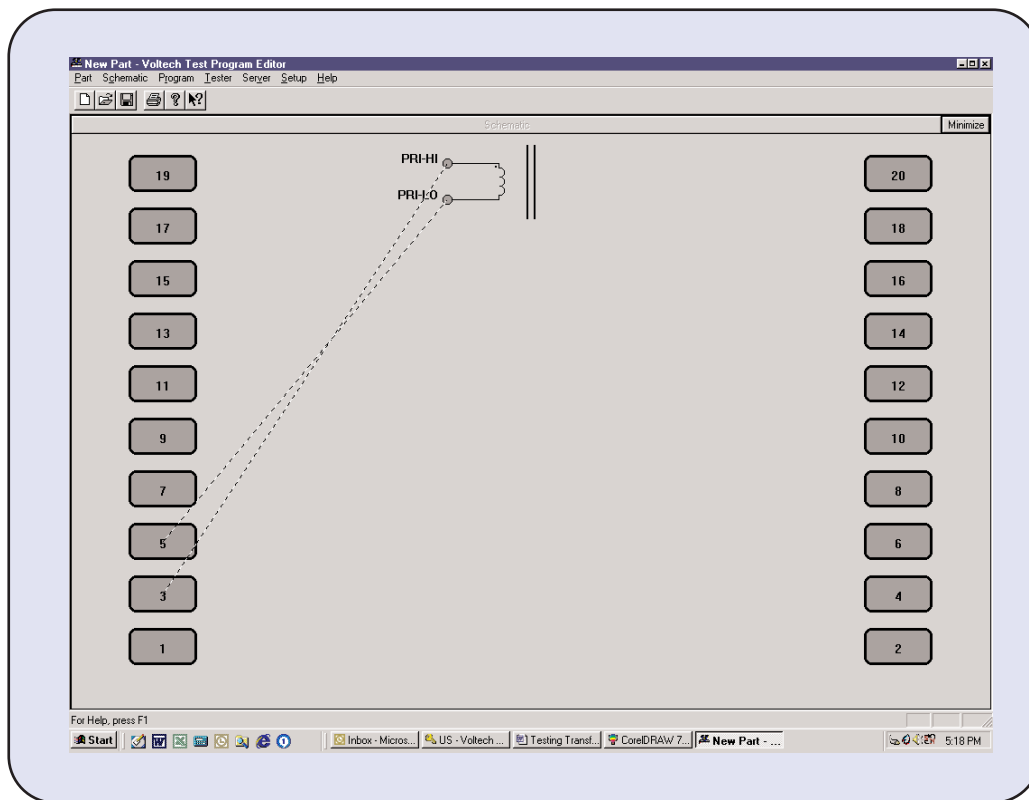 New Part - Voltech Test Program Editor
Part Schematic Program Tester Server Setup Help
Schematic
Minimize
PRI-HI
PRI-LO
19
20
17
18
15
16
13
14
11
12
9
10
7
8
5
6
3
4
1
2
For Help, press F1
Start
Inbox - Micros...
US - Voltech ...
Testing Transf...
CorelDRAW 7...
New Part - ...
5:18 PM